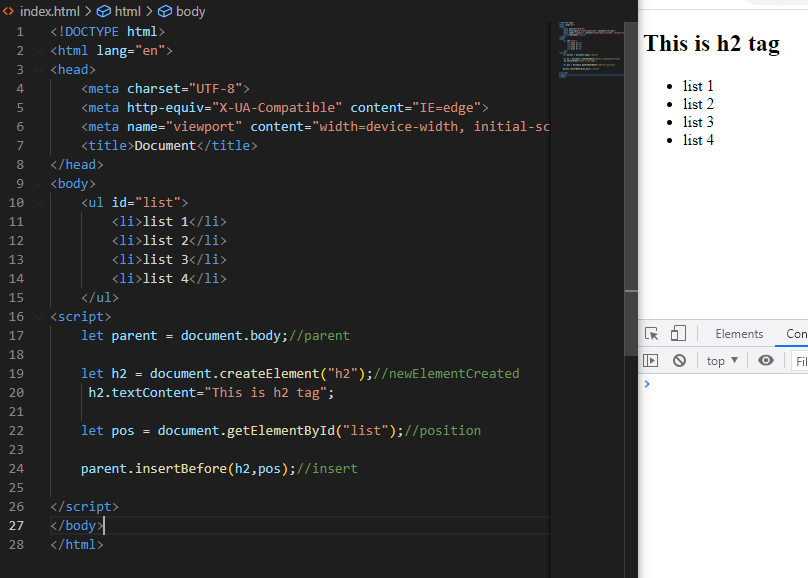 index.html > html > body
1 <!DOCTYPE html>
2 <html lang="en">
3 <head>
4 <meta charset="UTF-8">
5 <meta http-equiv="X-UA-Compatible" content="IE=edge">
6 <meta name="viewport" content="width=device-width, initial-sc
7 <title>Document</title>
8 </head>
9 <body>
10 <ul id="list">
11 <li>list 1</li>
12 <li>list 2</li>
13 <li>list 3</li>
14 <li>list 4</li>
15 </ul>
16 <script>
17 let parent = document.body;//parent
18
19 let h2 = document.createElement("h2");//newElementCreated
20 h2.textContent="This is h2 tag";
21
22 let pos = document.getElementById("list");//position
23
24 parent.insertBefore(h2,pos);//insert
25
26 </script>
27 </body>
28 </html>
This is h2 tag
• list 1
• list 2
• list 3
• list 4
Elements Con
top ▼ Fil
>